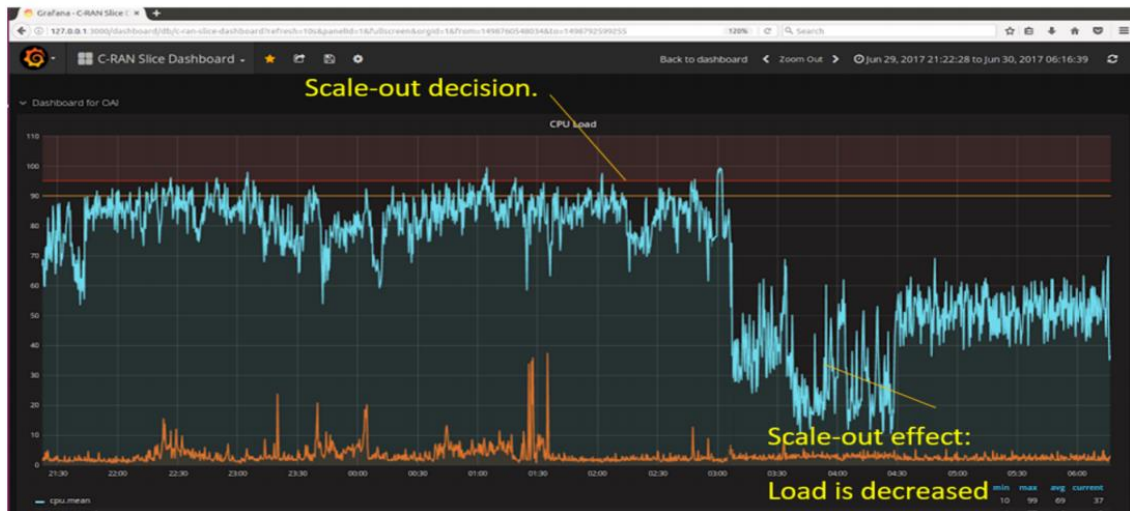 Grafana - C-RAN Slice D
127.0.0.1:3000/dashboard/db/c-ran-slice-dashboard?refresh=10s&panelId=1&fullscreen&orgId=1&from=1498760548034&to=1498792599255
120%
Search
C-RAN Slice Dashboard
Back to dashboard
Zoom Out
Jun 29, 2017 21:22:28 to Jun 30, 2017 06:16:39
Scale-out decision.
Dashboard for OAI
CPU Load
110
100
90
80
70
60
50
40
30
20
10
0
21:30 22:00 22:30 23:00 23:30 00:00 00:30 01:00 01:30 02:00 02:30 03:00 03:30 04:00 04:30 05:00 05:30 06:00
Scale-out effect:
Load is decreased
min max avg current
cpu.mean 10 99 69 37